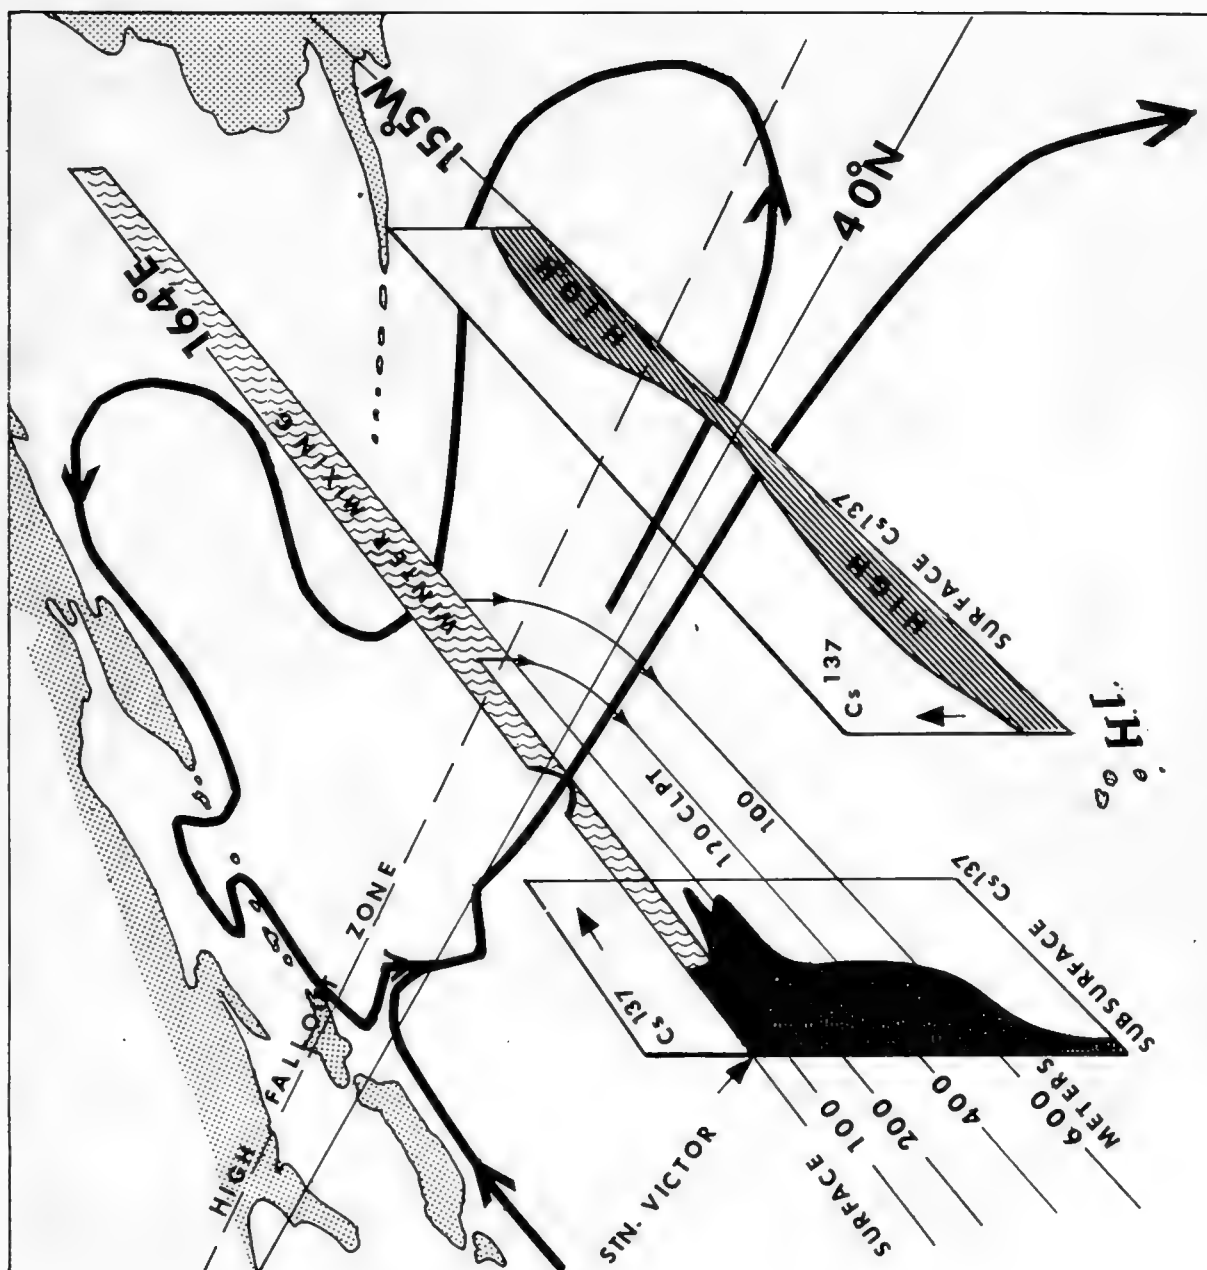 155°W
40°N
164°E
WINTER MIXING
HIGH
HIGH
SURFACE Cs137
Cs 137
HI.
HIGH FALLOUT ZONE
120 CLPT
100
Cs 137
SUBSURFACE Cs137
STN. VICTOR
SURFACE
100
200
400
600
METERS